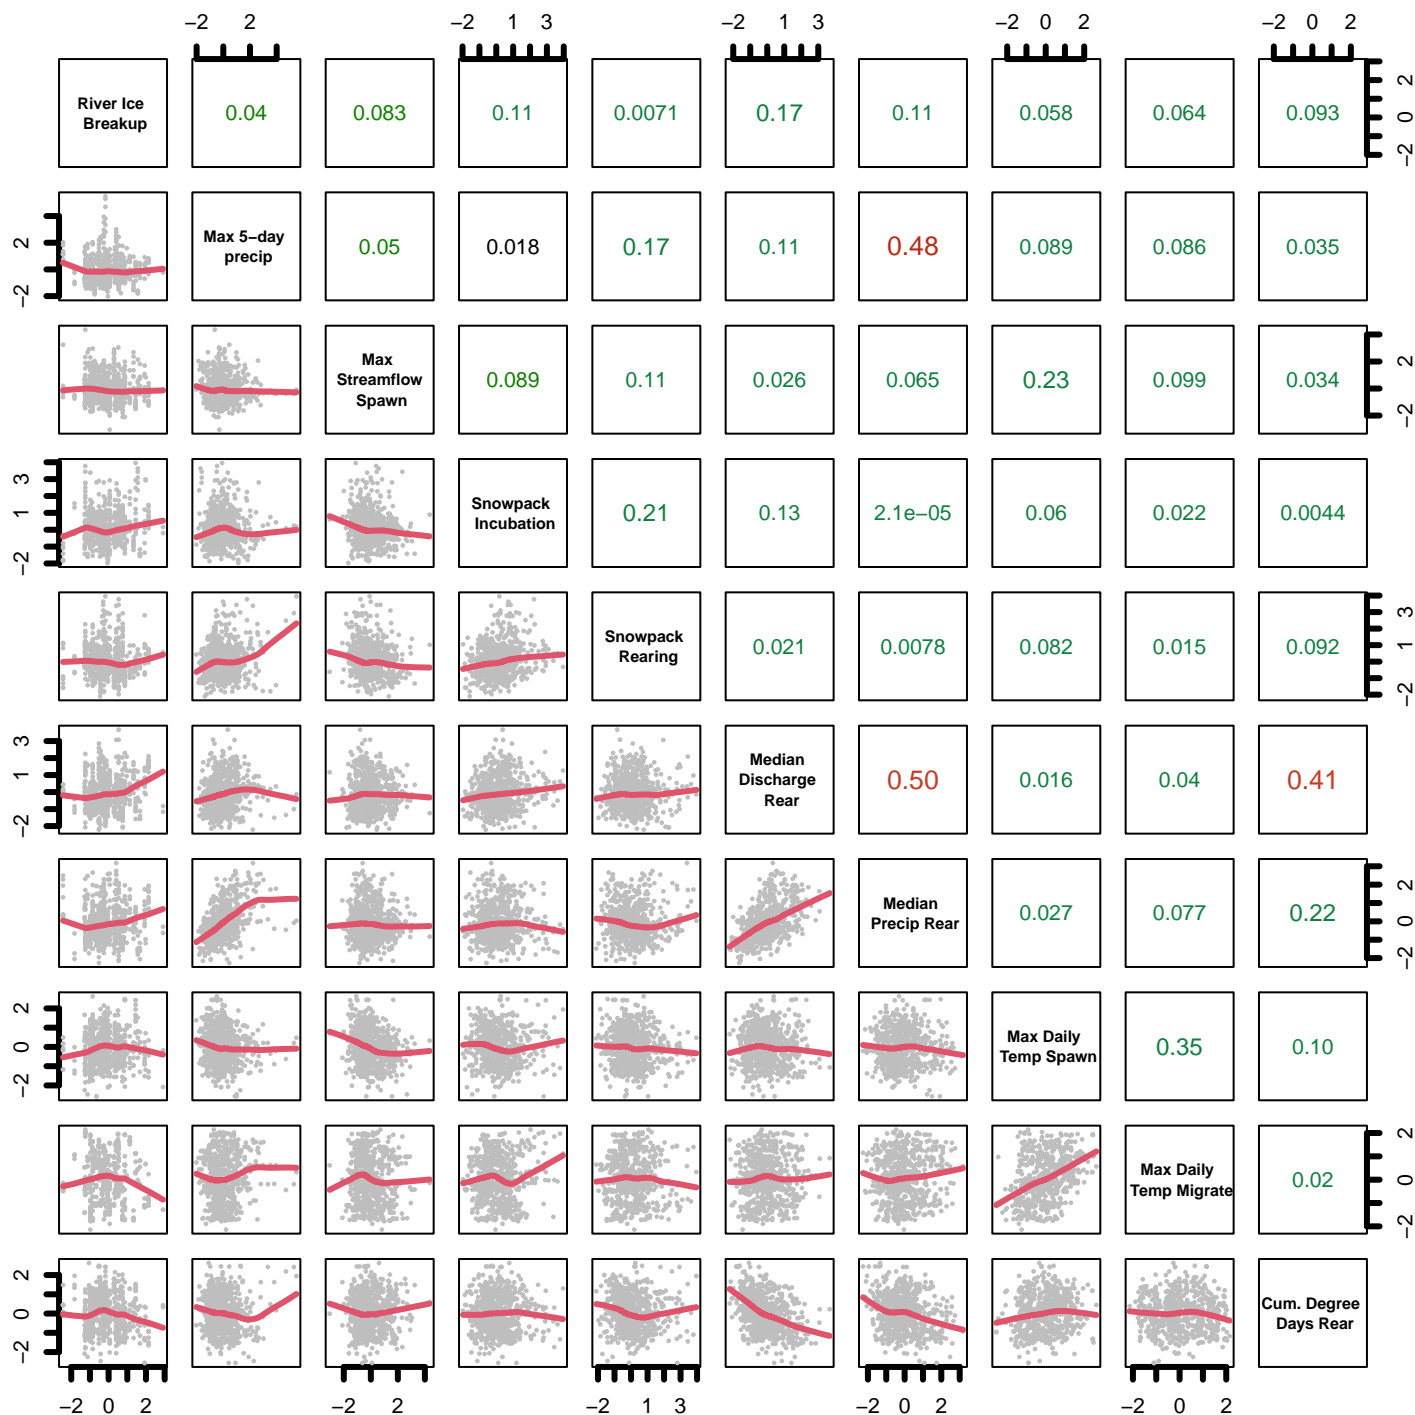 −2 2 −2 1 3 −2 1 3 −2 0 2 −2 0 2
River Ice
Breakup
0.04 0.083 0.11 0.0071 0.17 0.11 0.058 0.064 0.093
−2 0 2
−2 2
Max 5−day
precip
0.05 0.018 0.17 0.11 0.48 0.089 0.086 0.035
Max
Streamflow
Spawn
0.089 0.11 0.026 0.065 0.23 0.099 0.034
−2 2
−2 1 3
Snowpack
Incubation
0.21 0.13 2.1e−05 0.06 0.022 0.0044
Snowpack
Rearing
0.021 0.0078 0.082 0.015 0.092
−2 1 3
−2 1 3
Median
Discharge
Rear
0.50 0.016 0.04 0.41
Median
Precip Rear
0.027 0.077 0.22
−2 0 2
−2 0 2
Max Daily
Temp Spawn
0.35 0.10
Max Daily
Temp Migrate
0.02
−2 0 2
−2 0 2
Cum. Degree
Days Rear
−2 0 2 −2 2 −2 1 3 −2 0 2 −2 0 2